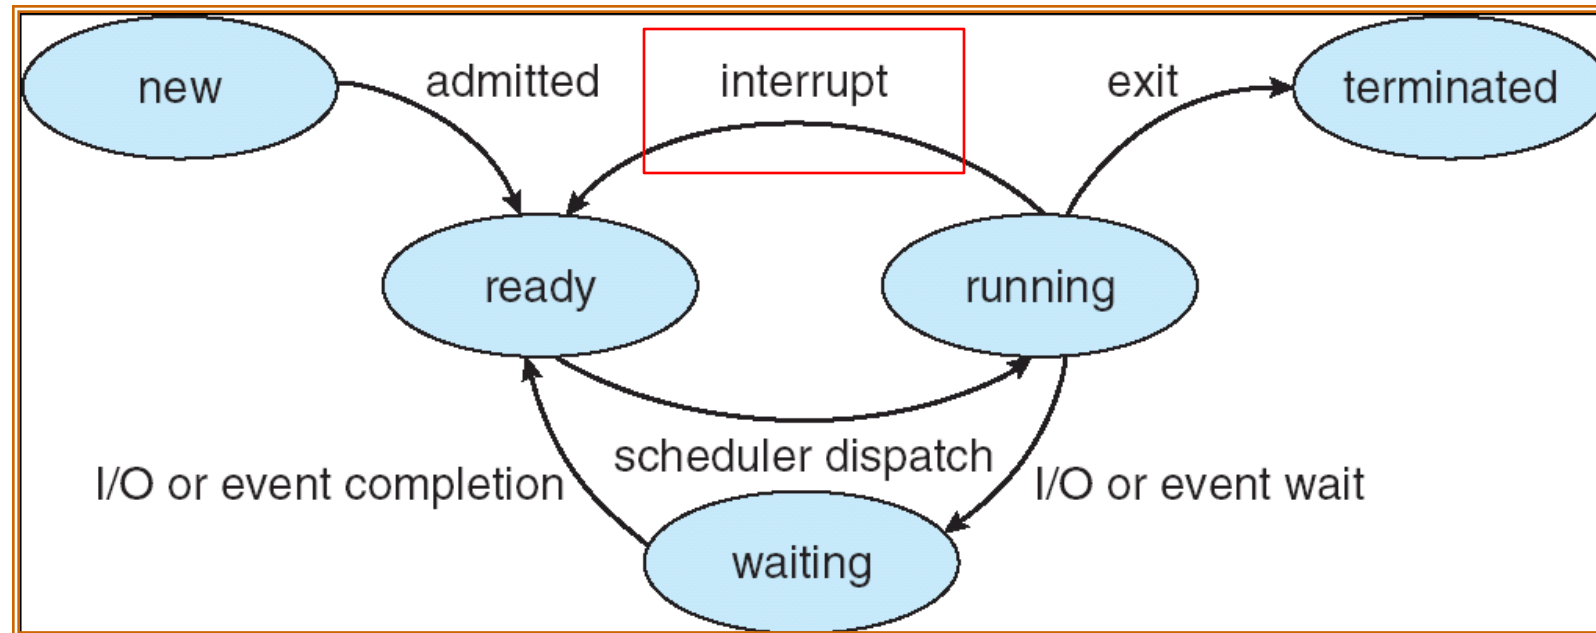 new
admitted
interrupt
exit
terminated
ready
running
scheduler dispatch
I/O or event completion
I/O or event wait
waiting